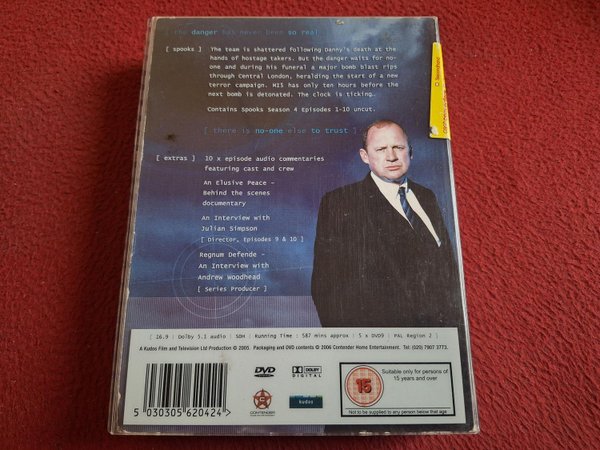 [ the danger has never been so real
[ spooks ] The team is shattered following Danny's death at the
hands of hostage takers. But the danger waits for no-
one and during his funeral a major bomb blast rips
through Central London, heralding the start of a new
terror campaign. MI5 has only ten hours before the
next bomb is detonated. The clock is ticking…
Contains Spooks Season 4 Episodes 1-10 uncut.
[ there is no-one else to trust ]
[ extras ] 10 x episode audio commentaries
featuring cast and crew
An Elusive Peace –
Behind the scenes
documentary
An Interview with
Julian Simpson
[ Director, Episodes 9 & 10 ]
Regnum Defende –
An Interview with
Andrew Woodhead
[ Series Producer ]
[ 16.9 | Dolby 5.1 audio | SDH | Running Time : 587 mins approx | 5 x DVD9 | PAL Region 2 ]
A Kudos Film and Television Ltd Production © 2005. Packaging and DVD contents © 2006 Contender Home Entertainment. Tel: (020) 7907 3773.
5 030305 620424 >
DVD
VIDEO
DOLBY
DIGITAL
CONTENDER
kudos
15
Suitable only for persons of
15 years and over
Not to be supplied to any person below that age